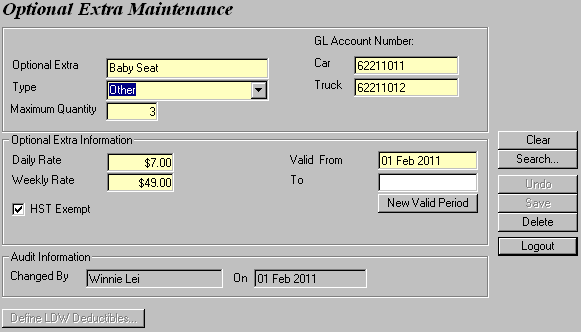 Optional Extra Maintenance
GL Account Number:
Optional Extra Baby Seat Car 62211011
Type Other Truck 62211012
Maximum Quantity 3
Optional Extra Information
Daily Rate $7.00 Valid From 01 Feb 2011
Weekly Rate $49.00 To
HST Exempt New Valid Period
Clear
Search...
Undo
Save
Delete
Logout
Audit Information
Changed By Winnie Lei On 01 Feb 2011
Define LDW Deductibles...